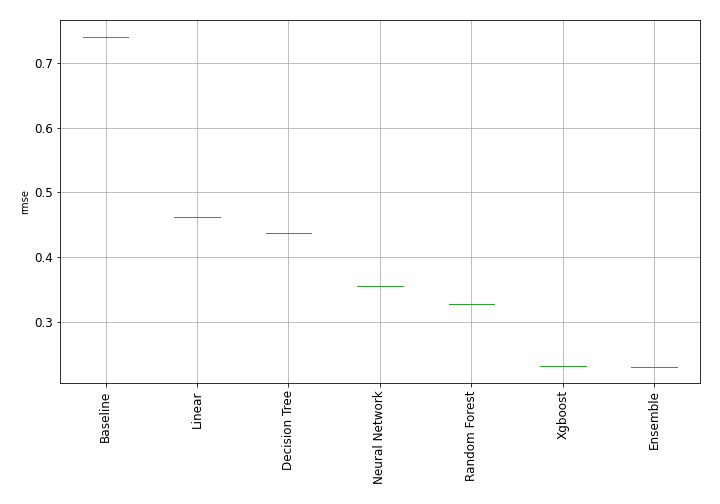 0.7
0.6
0.5
0.4
0.3
rmse
Baseline
Linear
Decision Tree
Neural Network
Random Forest
Xgboost
Ensemble